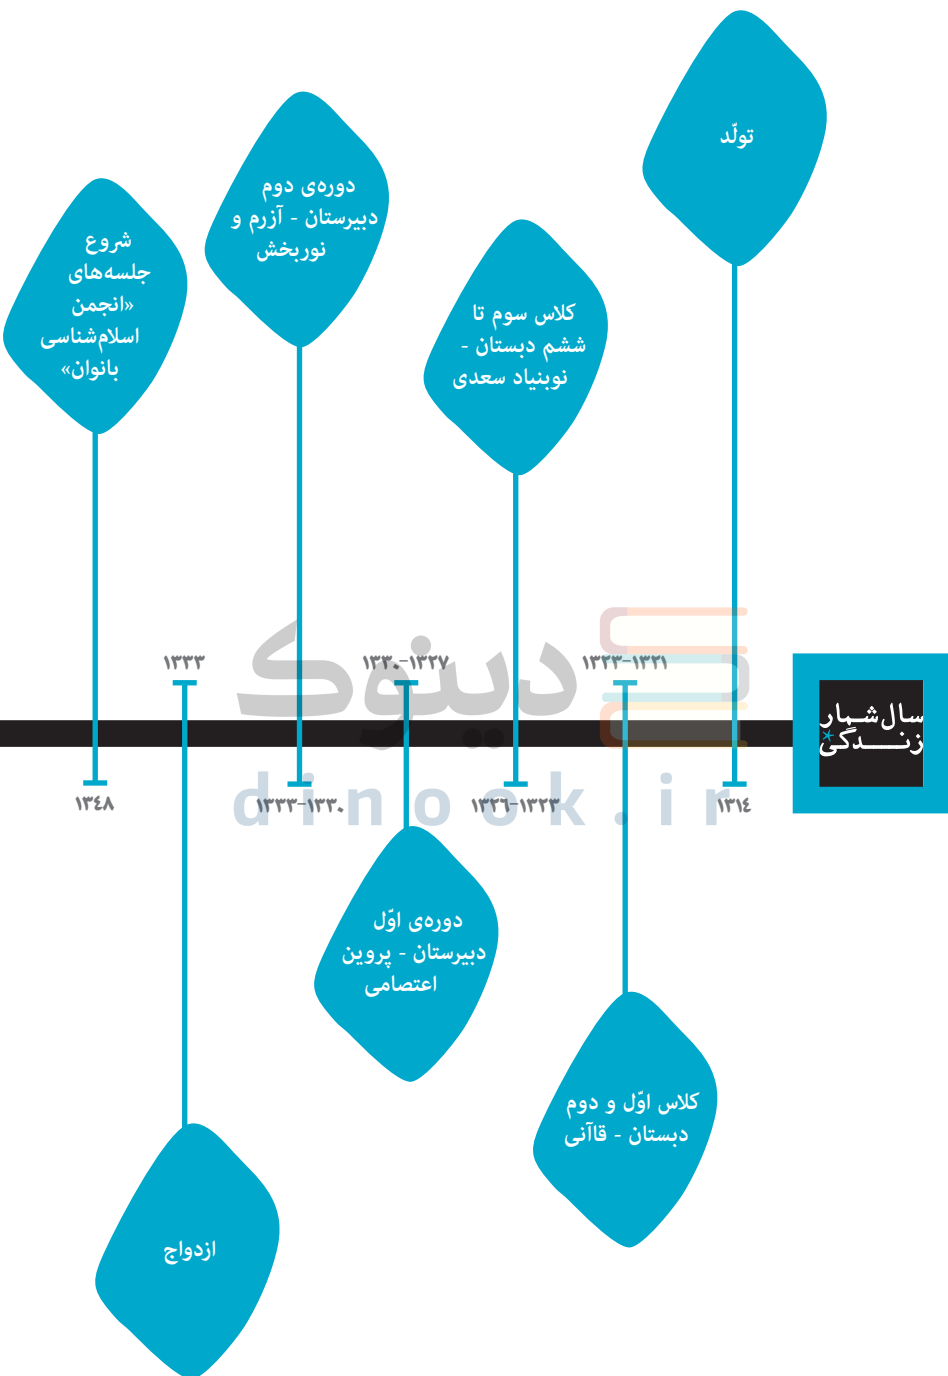 سال‌شمار
زندگی*
تولّد
۱۳۱۴
۱۳۲۱-۱۳۲۳
کلاس اوّل و دوم
دبستان - قاآنی
کلاس سوم تا
ششم دبستان -
نوبنیاد سعدی
۱۳۲۳-۱۳۲۶
۱۳۲۷-۱۳۳۰
دوره‌ی اوّل
دبیرستان - پروین
اعتصامی
دوره‌ی دوم
دبیرستان - آزرم و
نوربخش
۱۳۳۰-۱۳۳۳
۱۳۳۳
ازدواج
شروع
جلسه‌های
«انجمن
اسلام‌شناسی
بانوان»
۱۳۴۸
دینوک
dinook.ir